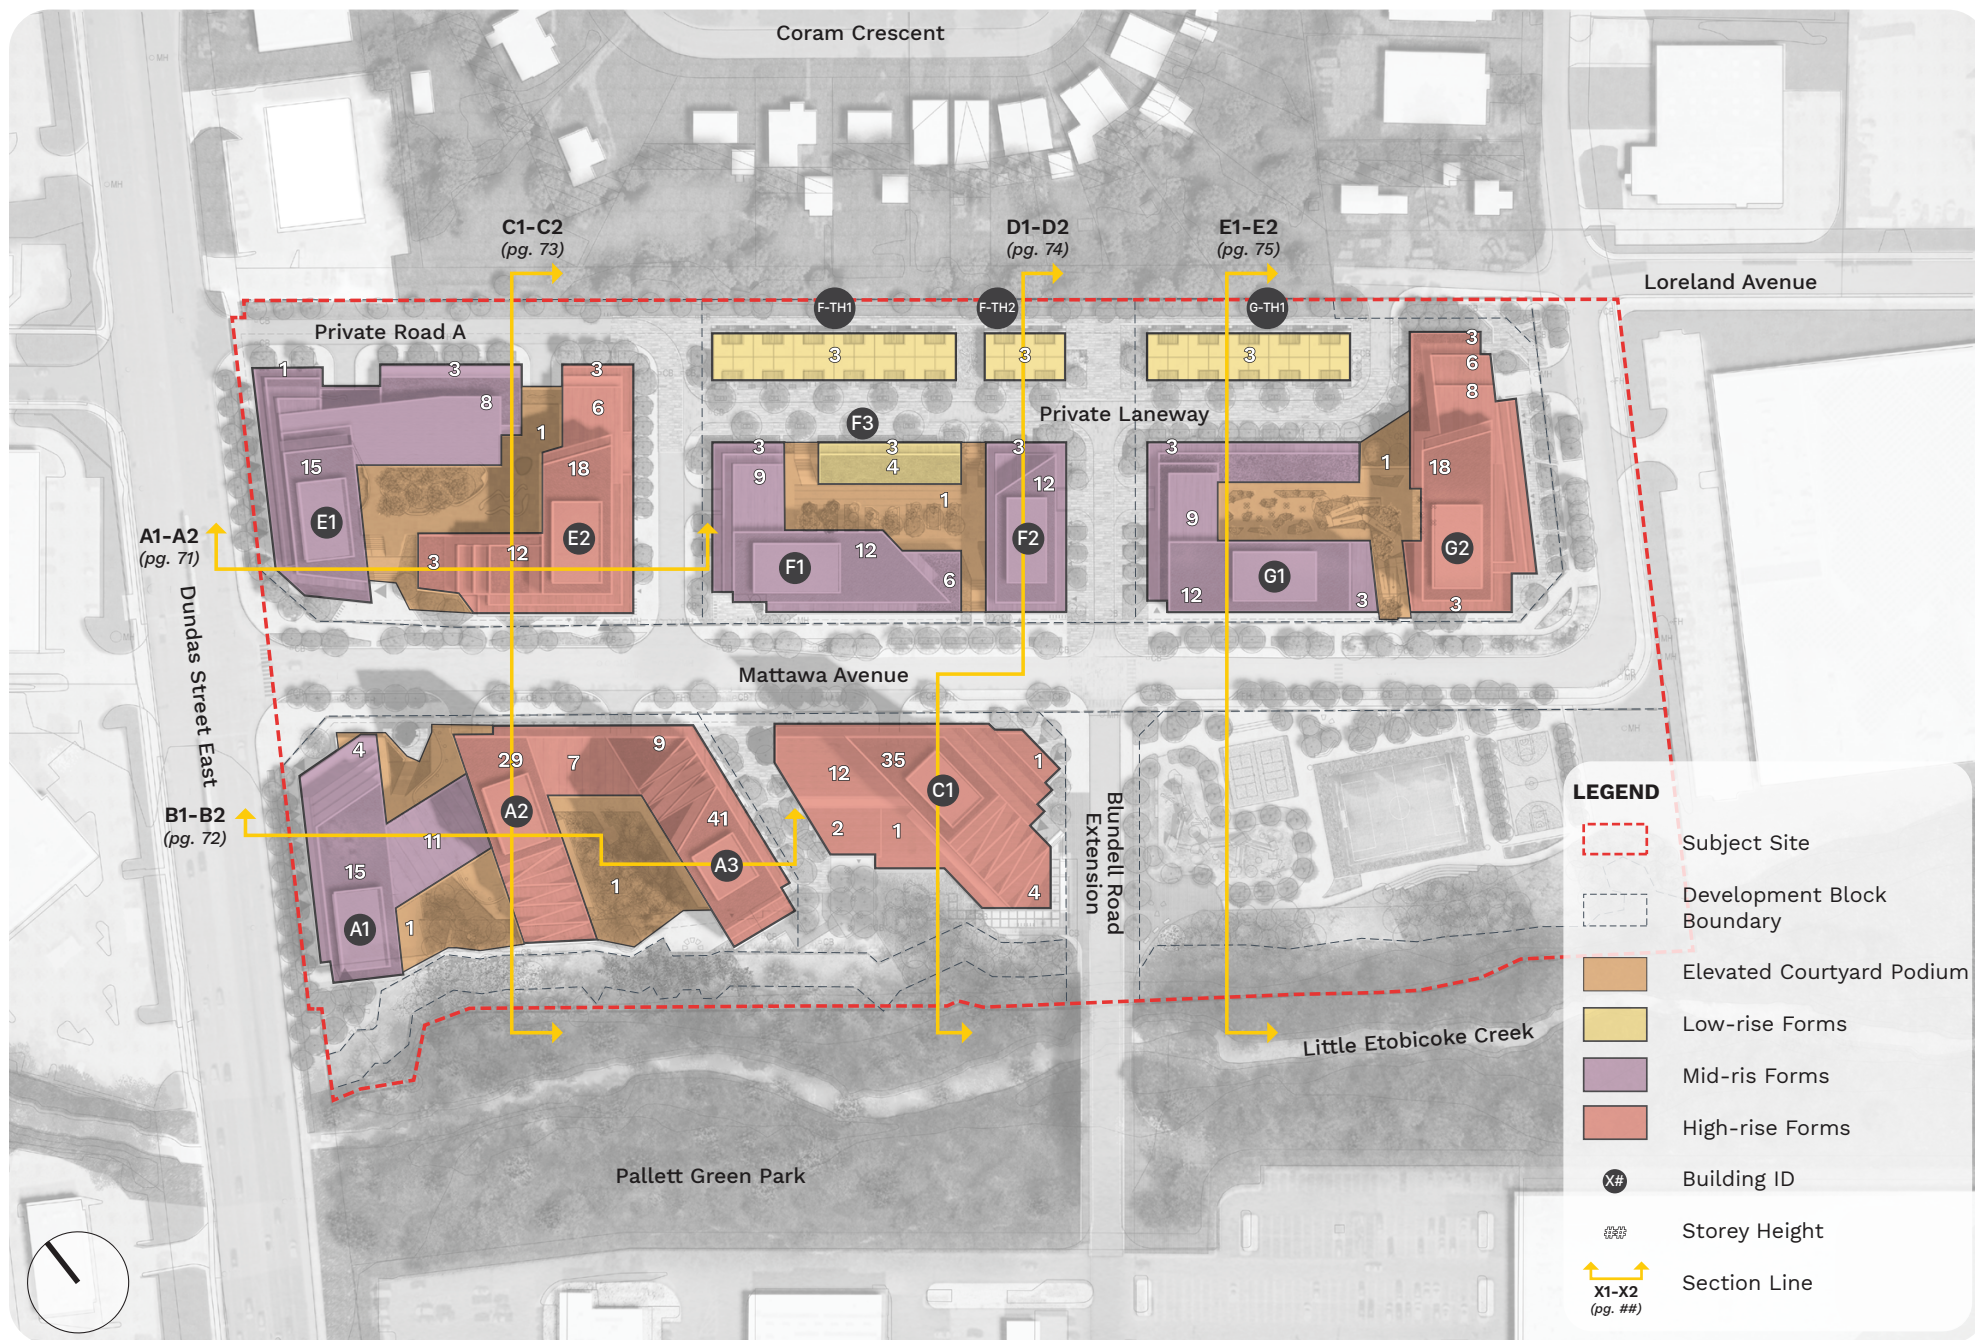 Coram Crescent
MH
MH
C1-C2
(pg. 73)
D1-D2
(pg. 74)
E1-E2
(pg. 75)
Loreland Avenue
F-TH1
F-TH2
G-TH1
Private Road A
3
3
3
3
6
8
1
3
8
3
6
1
15
18
E1
E2
12
3
Private Laneway
F3
3
9
3
4
1
3
12
F1
12
6
F2
3
1
18
9
G1
G2
12
3
3
A1-A2
(pg. 71)
Dundas Street East
Mattawa Avenue
4
29
7
9
A2
11
15
41
A3
1
A1
1
B1-B2
(pg. 72)
12
35
1
C1
2
1
4
Blundell Road
Extension
LEGEND
Subject Site
Development Block
Boundary
Elevated Courtyard Podium
Low-rise Forms
Mid-ris Forms
High-rise Forms
X#
Building ID
##
Storey Height
X1-X2
(pg. ##)
Section Line
Little Etobicoke Creek
Pallett Green Park